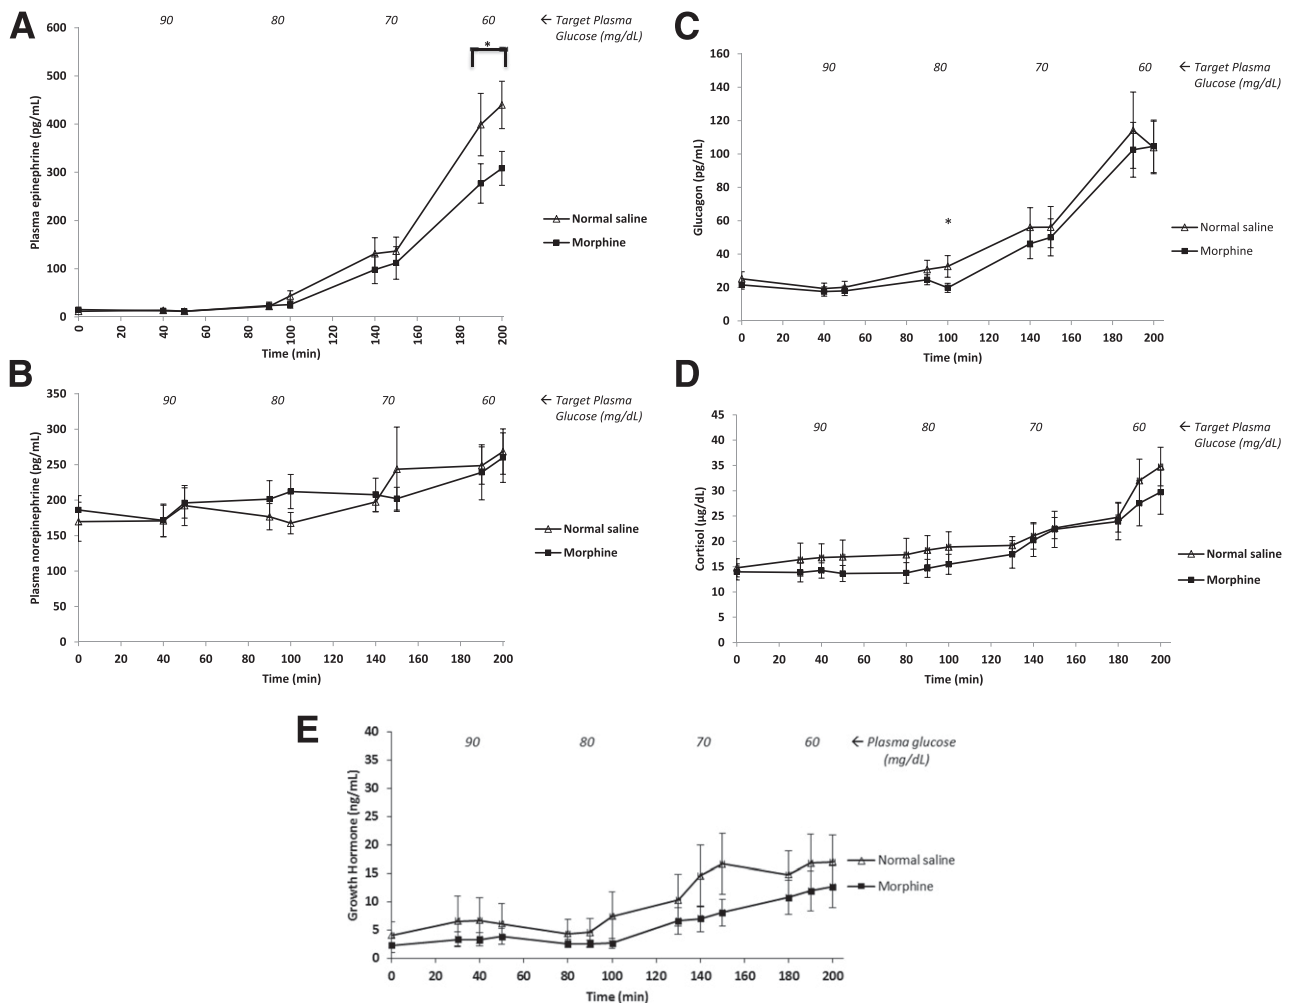 A
90 80 70 60 ← Target Plasma
Glucose (mg/dL)
*
600
500
400
300
200
100
0
Plasma epinephrine (pg/mL)
Normal saline
Morphine
0 20 40 60 80 100 120 140 160 180 200
Time (min)
B
90 80 70 60 ← Target Plasma
Glucose (mg/dL)
350
300
250
200
150
100
50
0
Plasma norepinephrine (pg/mL)
Normal saline
Morphine
0 20 40 60 80 100 120 140 160 180 200
Time (min)
C
90 80 70 60 ← Target Plasma
Glucose (mg/dL)
160
140
120
100
80
60
40
20
0
Glucagon (pg/mL)
*
Normal saline
Morphine
0 20 40 60 80 100 120 140 160 180 200
Time (min)
D
90 80 70 60 ← Target Plasma
Glucose (mg/dL)
45
40
35
30
25
20
15
10
5
0
Cortisol (µg/dL)
Normal saline
Morphine
0 20 40 60 80 100 120 140 160 180 200
Time (min)
E
90 80 70 60 ← Plasma glucose
(mg/dL)
40
35
30
25
20
15
10
5
0
Growth Hormone (ng/mL)
Normal saline
Morphine
0 20 40 60 80 100 120 140 160 180 200
Time (min)